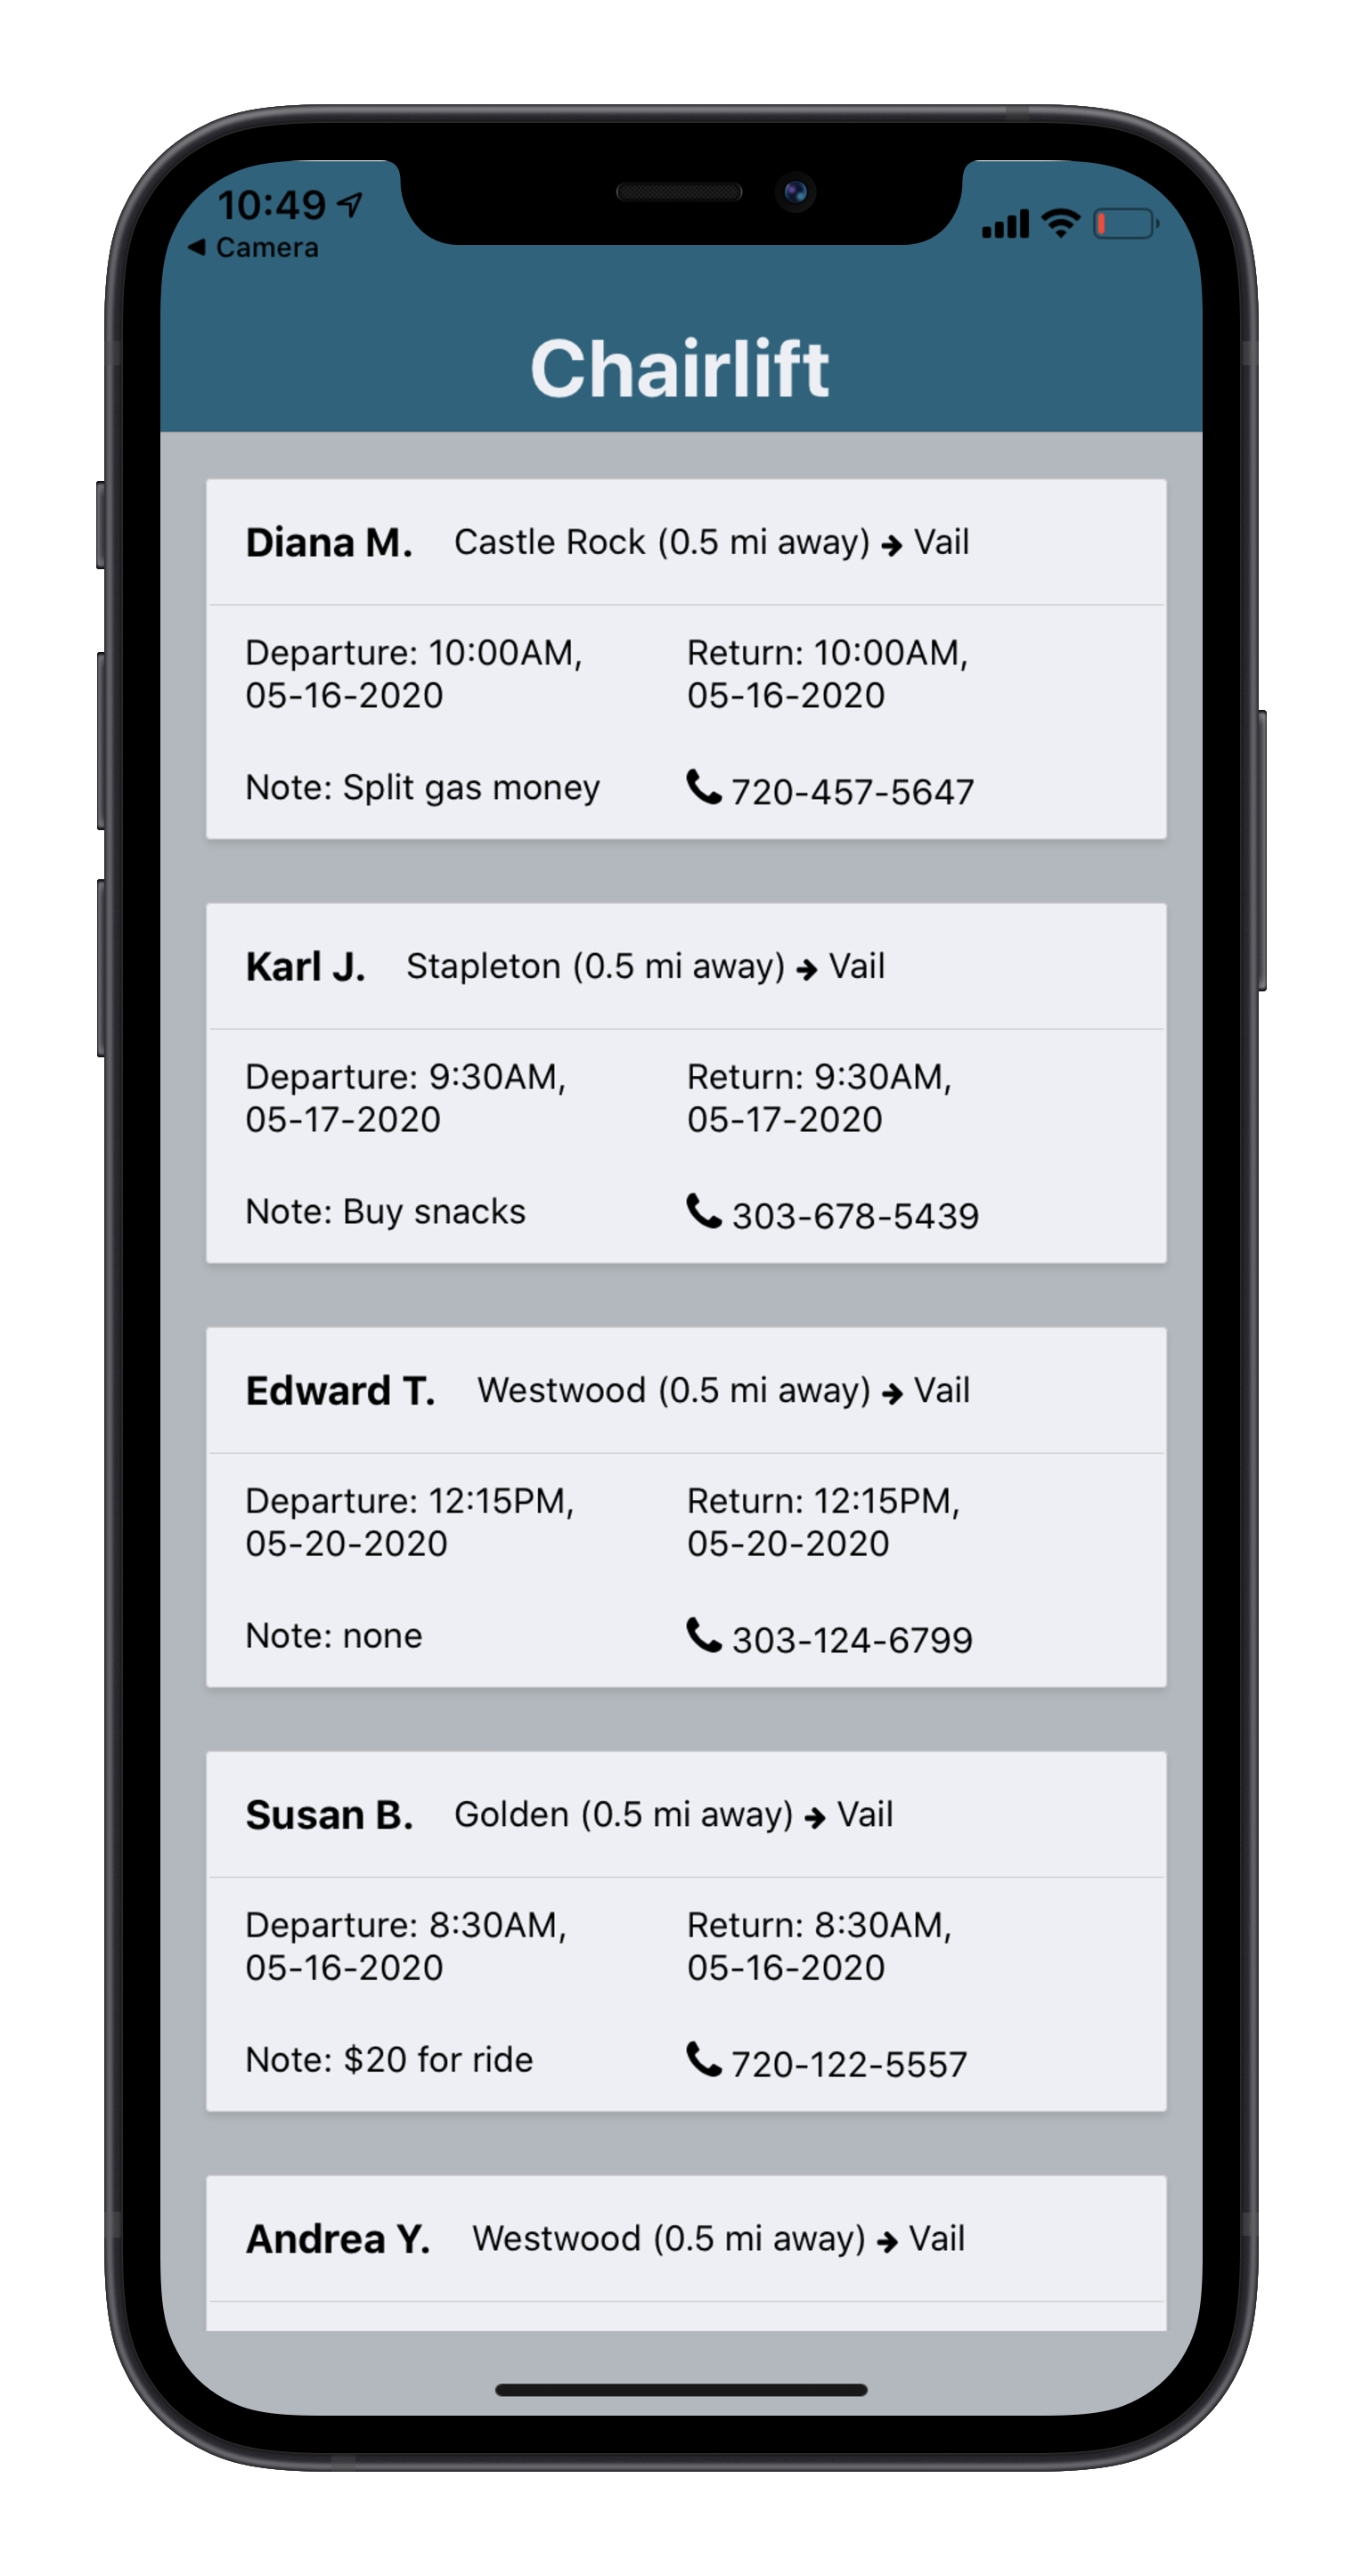 10:49
Camera
Chairlift
Diana M. Castle Rock (0.5 mi away) → Vail
Departure: 10:00AM, Return: 10:00AM,
05-16-2020 05-16-2020
Note: Split gas money 720-457-5647
Karl J. Stapleton (0.5 mi away) → Vail
Departure: 9:30AM, Return: 9:30AM,
05-17-2020 05-17-2020
Note: Buy snacks 303-678-5439
Edward T. Westwood (0.5 mi away) → Vail
Departure: 12:15PM, Return: 12:15PM,
05-20-2020 05-20-2020
Note: none 303-124-6799
Susan B. Golden (0.5 mi away) → Vail
Departure: 8:30AM, Return: 8:30AM,
05-16-2020 05-16-2020
Note: $20 for ride 720-122-5557
Andrea Y. Westwood (0.5 mi away) → Vail